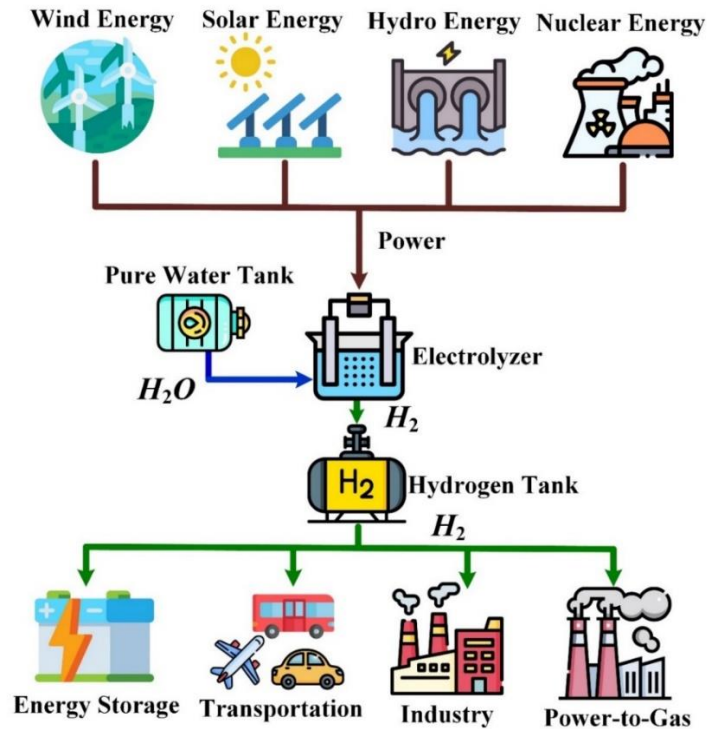 Wind Energy
Solar Energy
Hydro Energy
Nuclear Energy
Power
Pure Water Tank
Electrolyzer
H₂O
H₂
H₂
Hydrogen Tank
H₂
Energy Storage
Transportation
Industry
Power-to-Gas